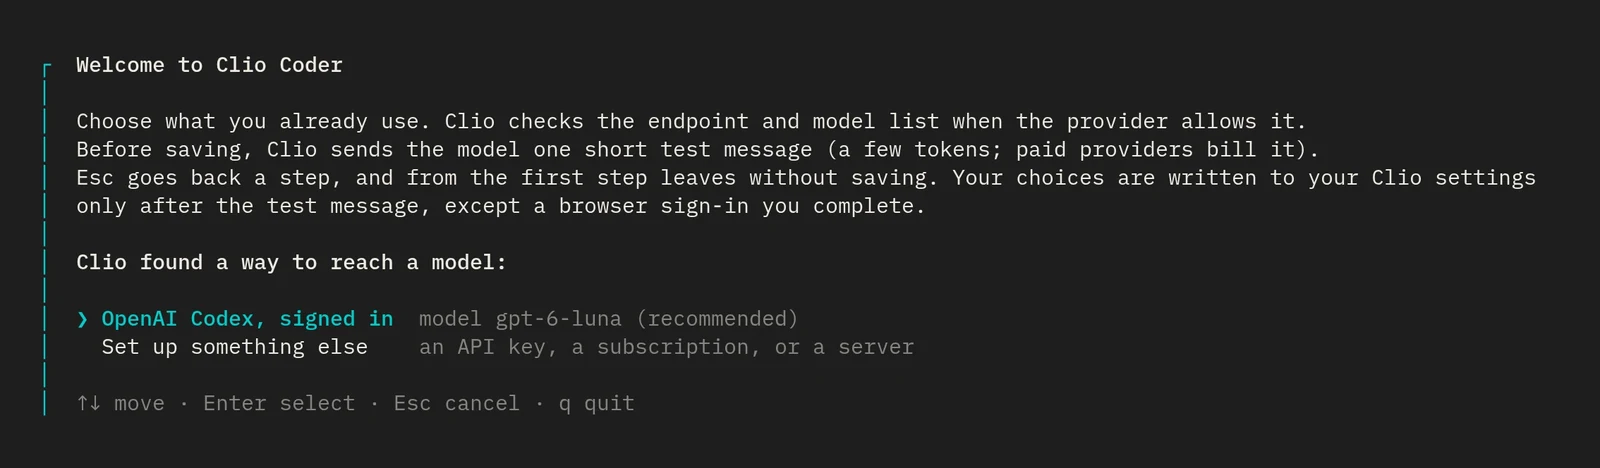 Welcome to Clio Coder
Choose what you already use. Clio checks the endpoint and model list when the provider allows it.
Before saving, Clio sends the model one short test message (a few tokens; paid providers bill it).
Esc goes back a step, and from the first step leaves without saving. Your choices are written to your Clio settings
only after the test message, except a browser sign-in you complete.
Clio found a way to reach a model:
❯ OpenAI Codex, signed in  model gpt-6-luna (recommended)
Set up something else    an API key, a subscription, or a server
↑↓ move · Enter select · Esc cancel · q quit